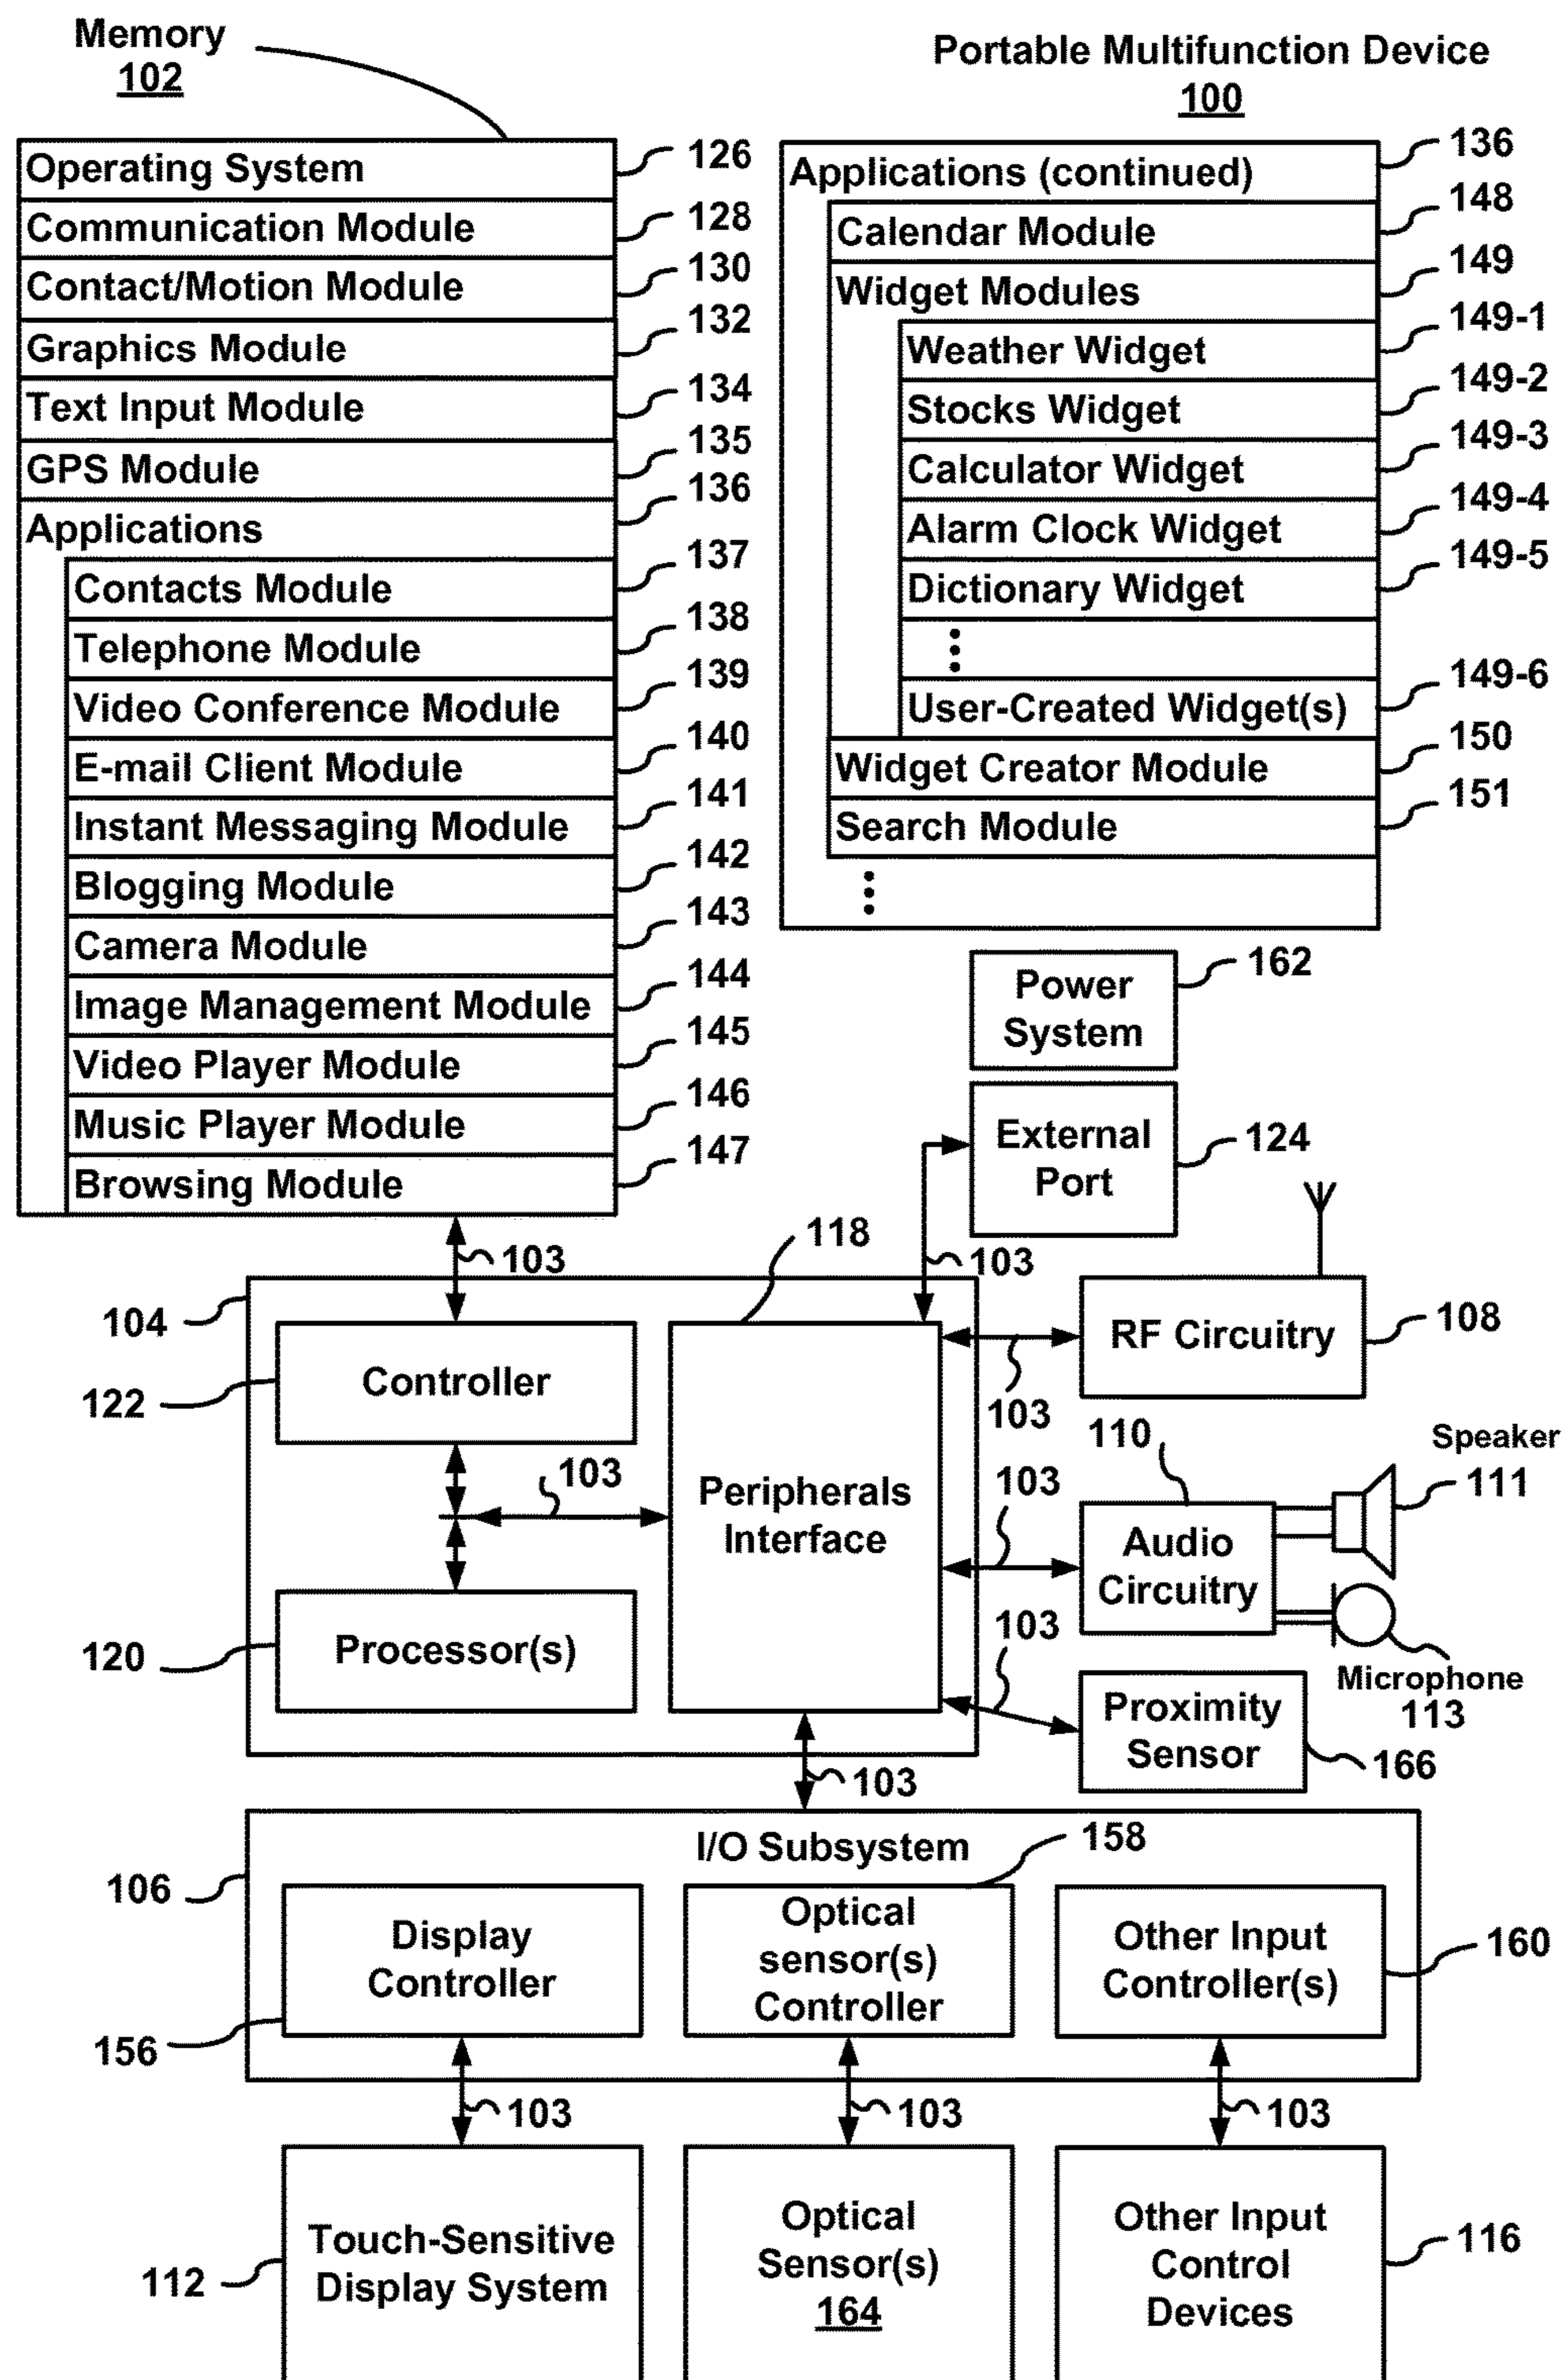 Memory
102
Portable Multifunction Device
100
Operating System
126
Communication Module
128
Contact/Motion Module
130
Graphics Module
132
Text Input Module
134
GPS Module
135
Applications
136
Contacts Module
137
Telephone Module
138
Video Conference Module
139
E-mail Client Module
140
Instant Messaging Module
141
Blogging Module
142
Camera Module
143
Image Management Module
144
Video Player Module
145
Music Player Module
146
Browsing Module
147
Applications (continued)
136
Calendar Module
148
Widget Modules
149
Weather Widget
149-1
Stocks Widget
149-2
Calculator Widget
149-3
Alarm Clock Widget
149-4
Dictionary Widget
149-5
User-Created Widget(s)
149-6
Widget Creator Module
150
Search Module
151
Power
System
162
External
Port
124
103
118
103
104
Controller
122
RF Circuitry
108
103
103
Peripherals
Interface
110
Speaker
111
103
Audio
Circuitry
Processor(s)
120
103
Microphone
113
Proximity
Sensor
166
103
I/O Subsystem
158
106
Display
Controller
156
Optical
sensor(s)
Controller
Other Input
Controller(s)
160
103
103
103
Touch-Sensitive
Display System
112
Optical
Sensor(s)
164
Other Input
Control
Devices
116